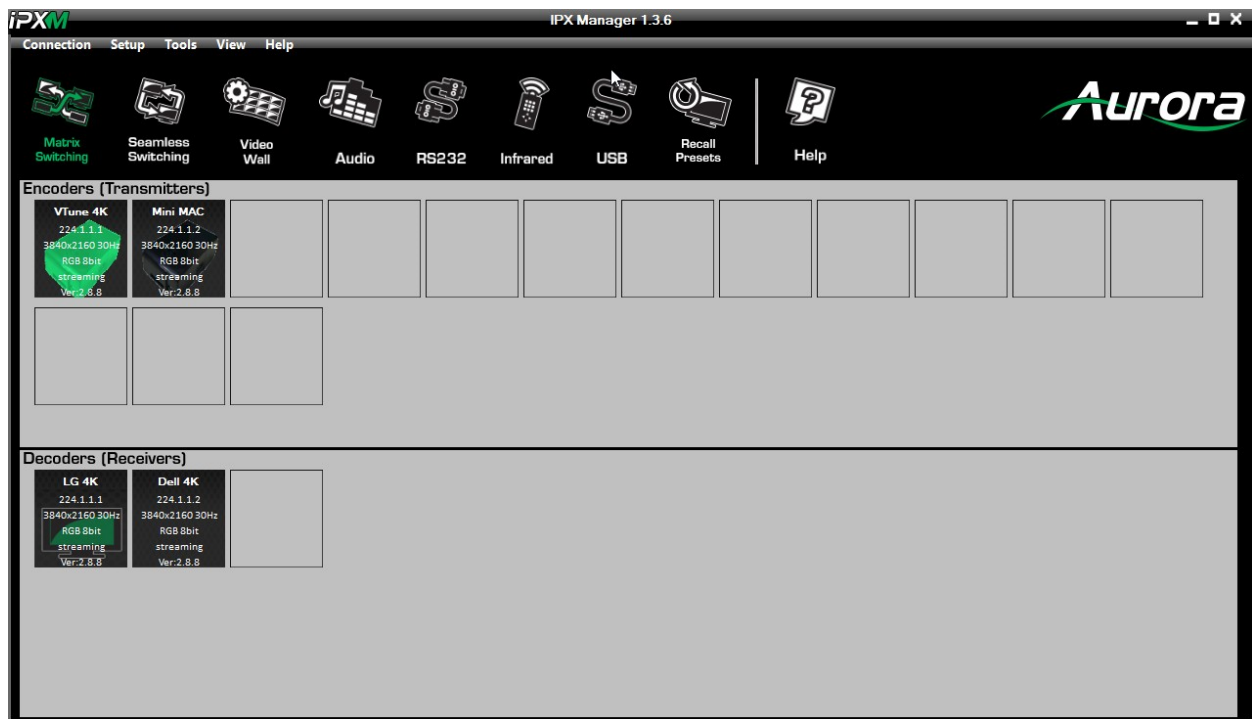 iPXM
IPX Manager 1.3.6
Connection Setup Tools View Help
Matrix
Switching
Seamless
Switching
Video
Wall
Audio
RS232
Infrared
USB
Recall
Presets
Help
Aurora
Encoders (Transmitters)
VTune 4K
224.1.1.1
3840x2160 30Hz
RGB 8bit
streaming
Ver:2.8.8
Mini MAC
224.1.1.2
3840x2160 30Hz
RGB 8bit
streaming
Ver:2.8.8
Decoders (Receivers)
LG 4K
224.1.1.1
3840x2160 30Hz
RGB 8bit
streaming
Ver:2.8.8
Dell 4K
224.1.1.2
3840x2160 30Hz
RGB 8bit
streaming
Ver:2.8.8